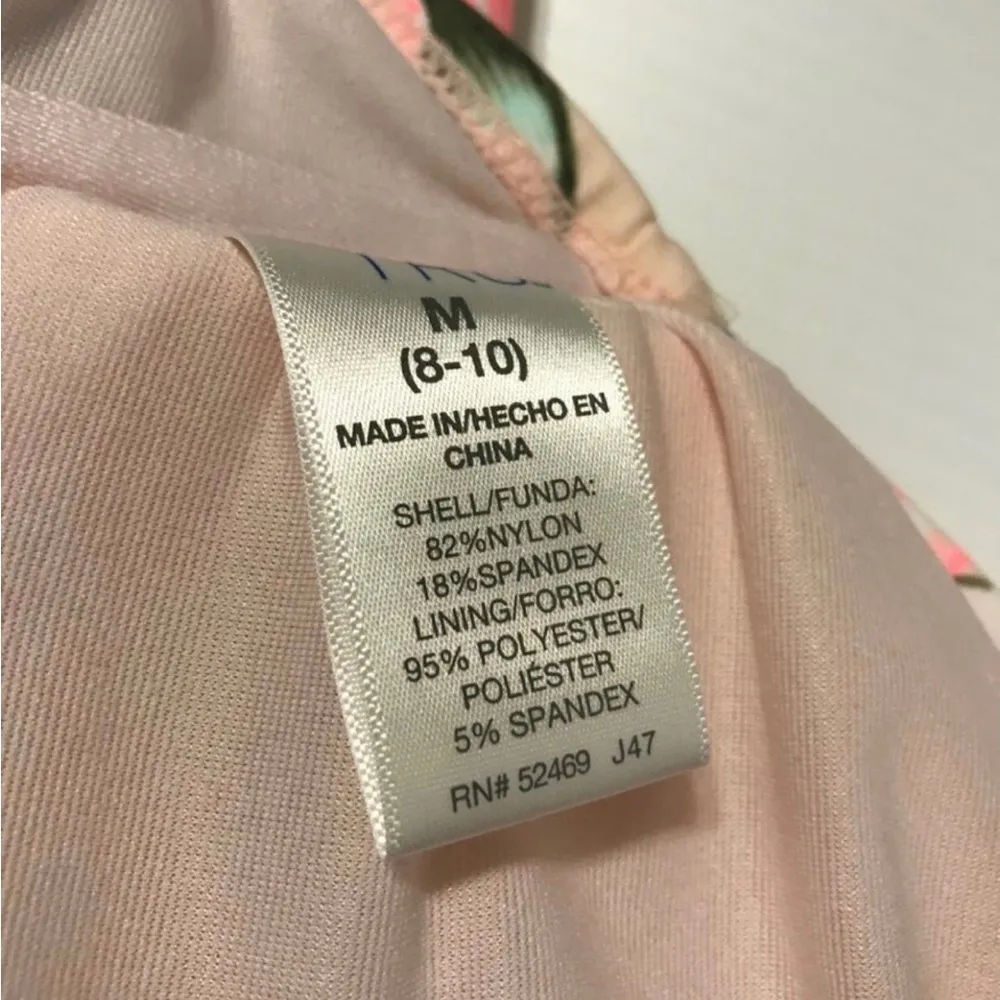 M
(8-10)
MADE IN/HECHO EN
CHINA
SHELL/FUNDA:
82%NYLON
18%SPANDEX
LINING/FORRO:
95% POLYESTER/
POLIÉSTER
5% SPANDEX
RN# 52469 J47